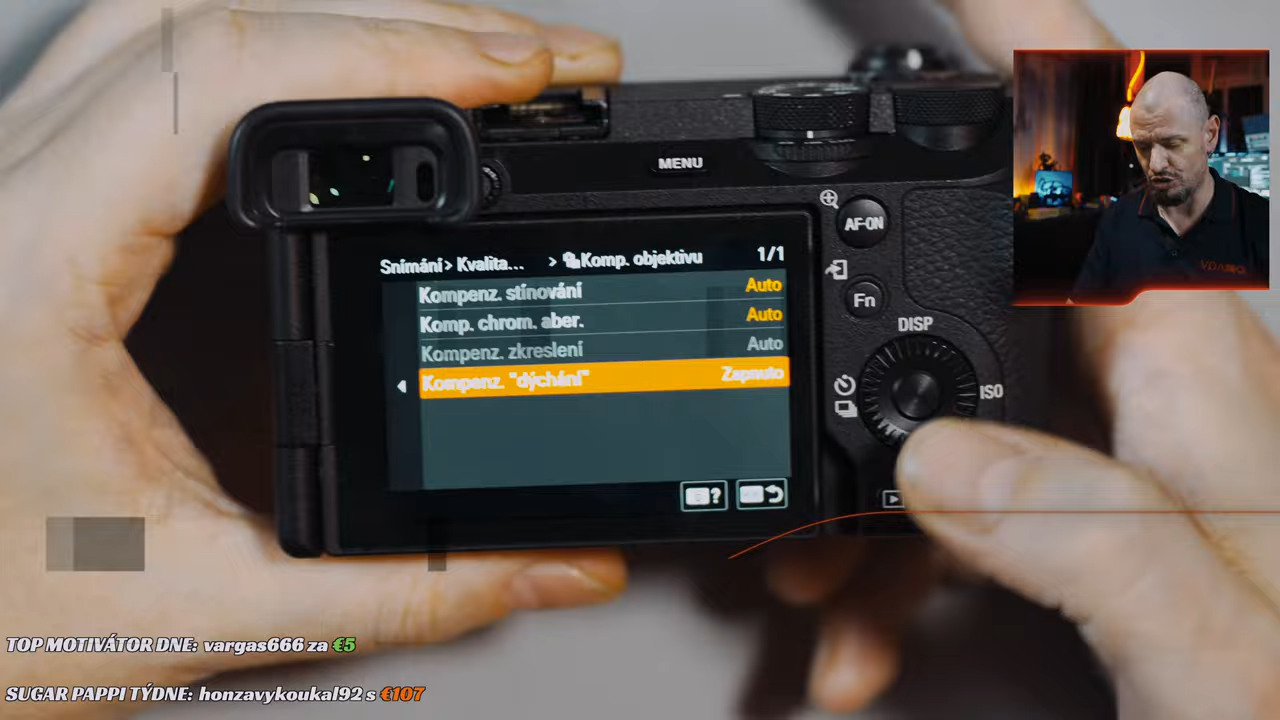 MENU
AF-ON
Snímání> Kvalita... > Komp. objektivu 1/1
Kompenz. stínování Auto
Komp. chrom. aber. Auto
Kompenz. zkreslení Auto
Kompenz. "dýchání" Zapnuto
?
Fn
DISP
ISO
TOP MOTIVÁTOR DNE: vargas666 za €5
SUGAR PAPPI TÝDNE: honzavykoukal92 s €107